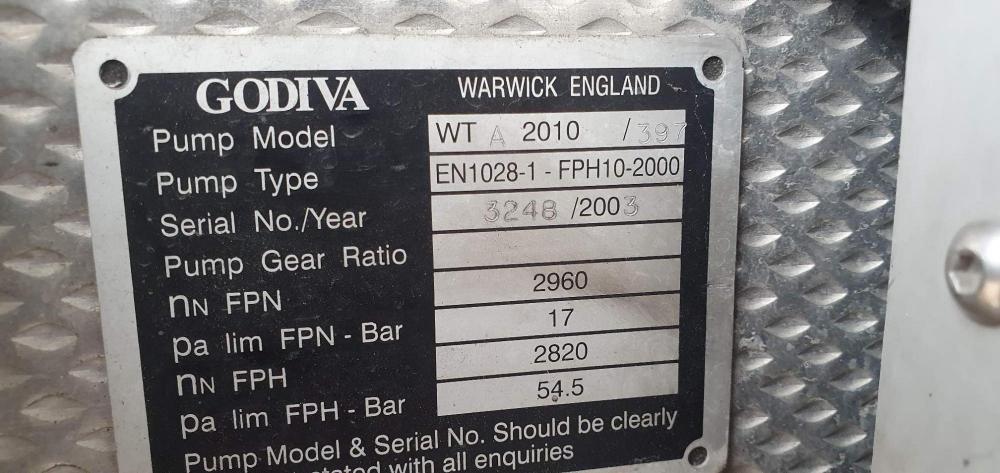 GODIVA WARWICK ENGLAND
Pump Model WT A 2010 /397
Pump Type EN1028-1 - FPH10-2000
Serial No./Year 3248 /2003
Pump Gear Ratio
nN FPN 2960
pa lim FPN - Bar 17
nN FPH 2820
pa lim FPH - Bar 54.5
Pump Model & Serial No. Should be clearly
stated with all enquiries